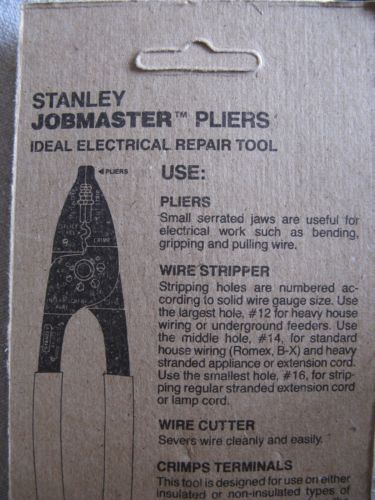 STANLEY
JOBMASTER™ PLIERS
IDEAL ELECTRICAL REPAIR TOOL
PLIERS
USE:
PLIERS
Small serrated jaws are useful for
electrical work such as bending,
gripping and pulling wire.
CRIMP
WIRE STRIPPER
Stripping holes are numbered ac-
cording to solid wire gauge size. Use
the largest hole, #12 for heavy house
wiring or underground feeders. Use
the middle hole, #14, for standard
house wiring (Romex, B-X) and heavy
stranded appliance or extension cord.
Use the smallest hole, #16, for strip-
ping regular stranded extension cord
or lamp cord.
WIRE CUTTER
Severs wire cleanly and easily.
CRIMPS TERMINALS
This tool is designed for use on either
insulated or non-insulated types of